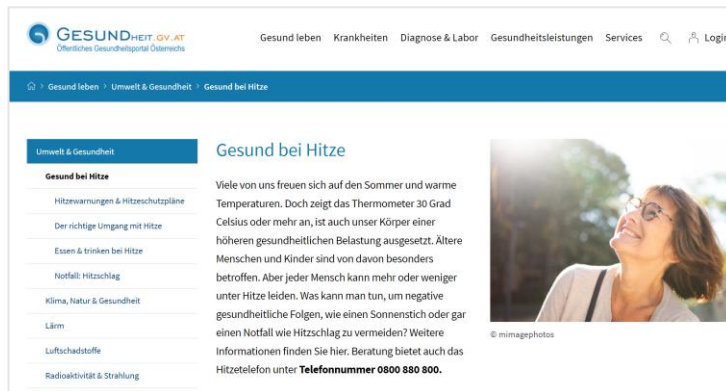 GESUNDHEIT.GV.AT
Öffentliches Gesundheitsportal Österreichs
Gesund leben Krankheiten Diagnose & Labor Gesundheitsleistungen Services Login
Gesund leben > Umwelt & Gesundheit > Gesund bei Hitze
Umwelt & Gesundheit
Gesund bei Hitze
Hitzewarnungen & Hitzeschutzpläne
Der richtige Umgang mit Hitze
Essen & trinken bei Hitze
Notfall: Hitzschlag
Klima, Natur & Gesundheit
Lärm
Luftschadstoffe
Radioaktivität & Strahlung
Gesund bei Hitze
Viele von uns freuen sich auf den Sommer und warme
Temperaturen. Doch zeigt das Thermometer 30 Grad
Celsius oder mehr an, ist auch unser Körper einer
höheren gesundheitlichen Belastung ausgesetzt. Ältere
Menschen und Kinder sind von davon besonders
betroffen. Aber jeder Mensch kann mehr oder weniger
unter Hitze leiden. Was kann man tun, um negative
gesundheitliche Folgen, wie einen Sonnenstich oder gar
einen Notfall wie Hitzschlag zu vermeiden? Weitere
Informationen finden Sie hier. Beratung bietet auch das
Hitzetelefon unter Telefonnummer 0800 880 800.
© mimagephotos